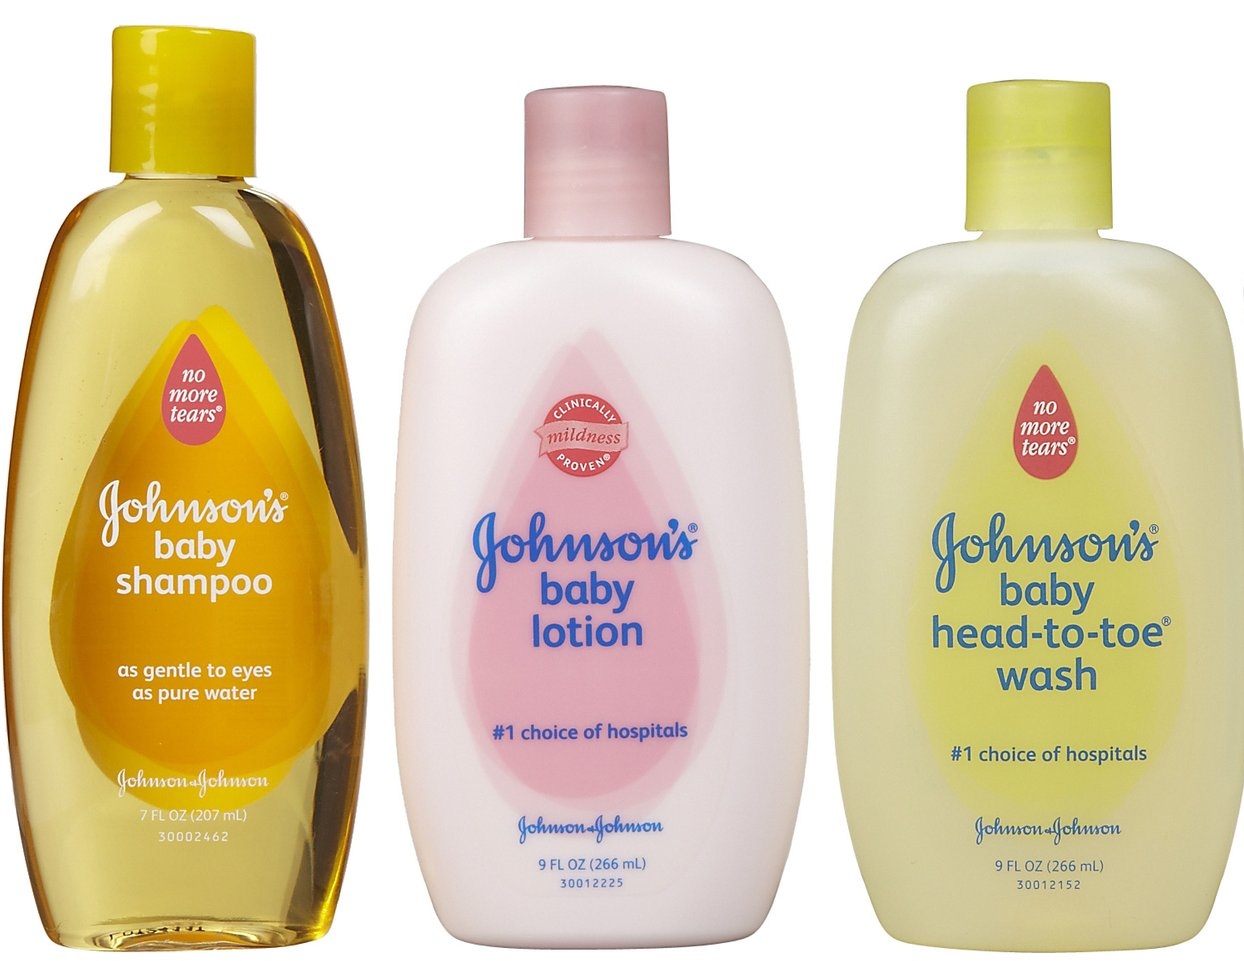 no
more
tears®
Johnson's®
baby
shampoo
as gentle to eyes
as pure water
Johnson & Johnson
7 FL OZ (207 mL)
30002462
CLINICALLY
mildness
PROVEN®
Johnson's®
baby
lotion
#1 choice of hospitals
Johnson & Johnson
9 FL OZ (266 mL)
30012225
no
more
tears®
Johnson's®
baby
head-to-toe®
wash
#1 choice of hospitals
Johnson & Johnson
9 FL OZ (266 mL)
30012152